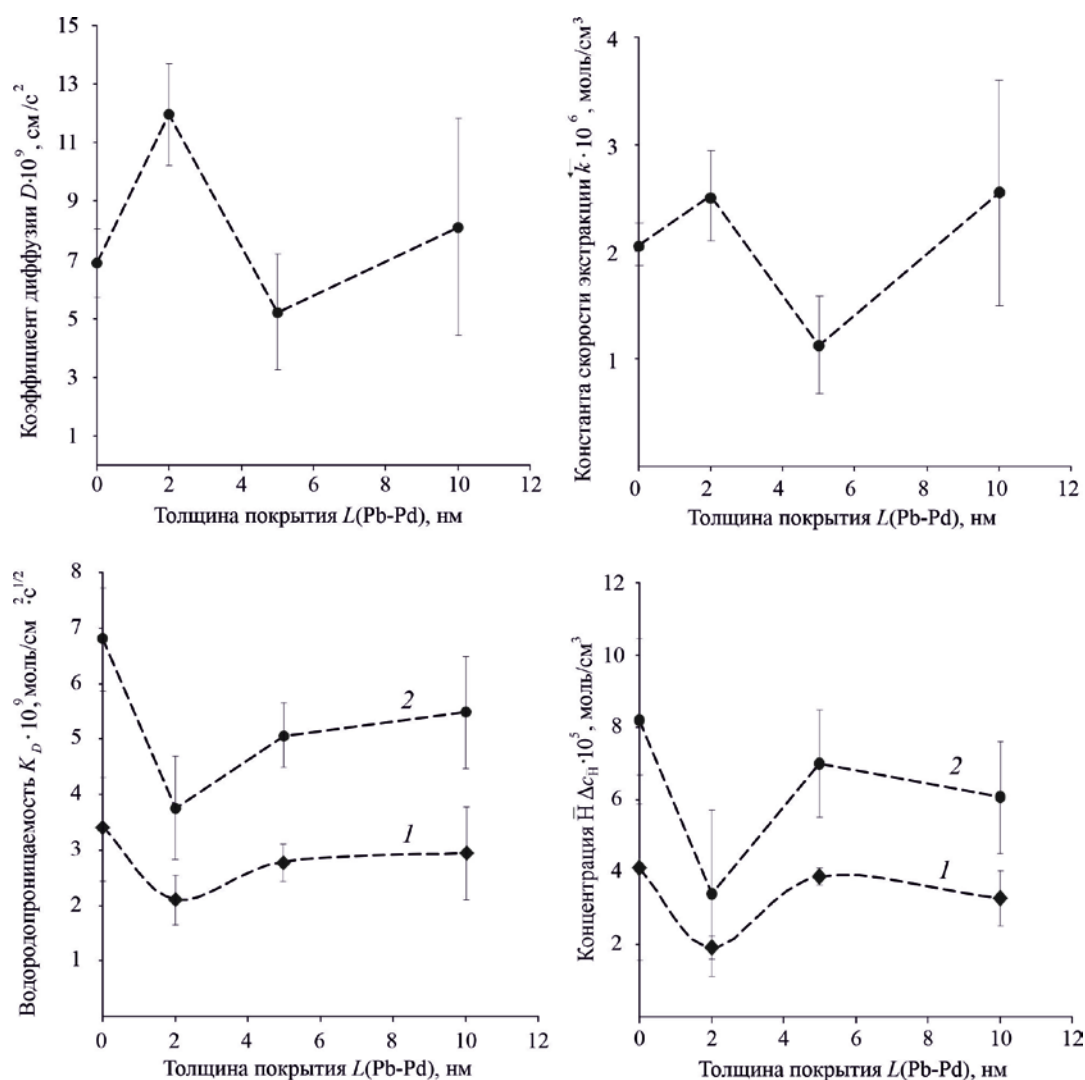 Коэффициент диффузии D·10⁹, см/с²
15
13
11
9
7
5
3
1
0 2 4 6 8 10 12
Толщина покрытия L(Pb-Pd), нм
Константа скорости экстракции k⃖ · 10⁶, моль/см³
4
3
2
1
0 2 4 6 8 10 12
Толщина покрытия L(Pb-Pd), нм
Водородопроницаемость K_D · 10⁹, моль/см²·с^1/2
8
7
6
5
4
3
2
1
2
1
0 2 4 6 8 10 12
Толщина покрытия L(Pb-Pd), нм
Концентрация H̅ Δc_H̅·10⁵, моль/см³
12
10
8
6
4
2
2
1
0 2 4 6 8 10 12
Толщина покрытия L(Pb-Pd), нм